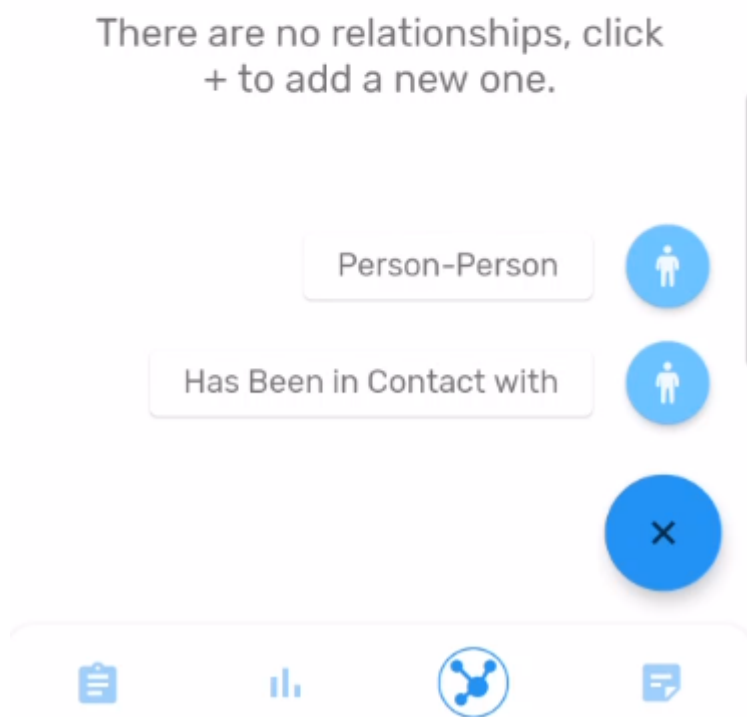 There are no relationships, click
+ to add a new one.
Person-Person
Has Been in Contact with